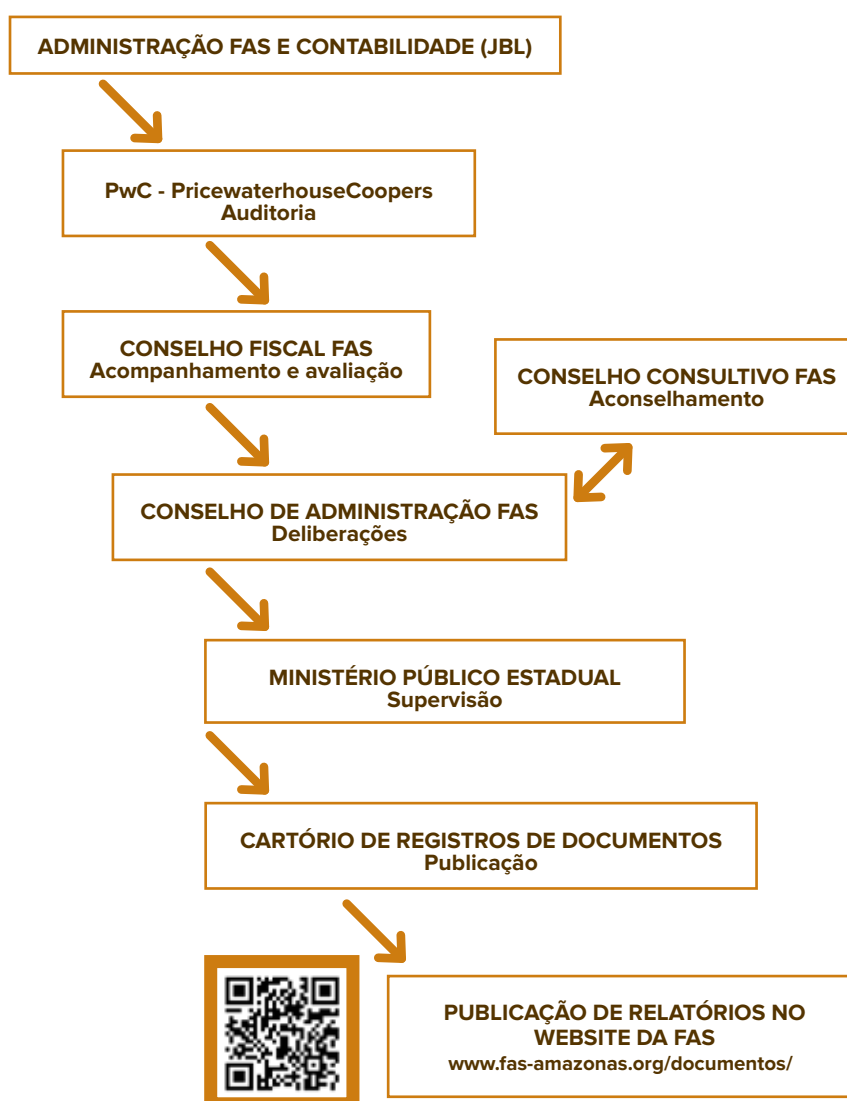 ADMINISTRAÇÃO FAS E CONTABILIDADE (JBL)
PwC - PricewaterhouseCoopers
Auditoria
CONSELHO FISCAL FAS
Acompanhamento e avaliação
CONSELHO CONSULTIVO FAS
Aconselhamento
CONSELHO DE ADMINISTRAÇÃO FAS
Deliberações
MINISTÉRIO PÚBLICO ESTADUAL
Supervisão
CARTÓRIO DE REGISTROS DE DOCUMENTOS
Publicação
PUBLICAÇÃO DE RELATÓRIOS NO
WEBSITE DA FAS
www.fas-amazonas.org/documentos/